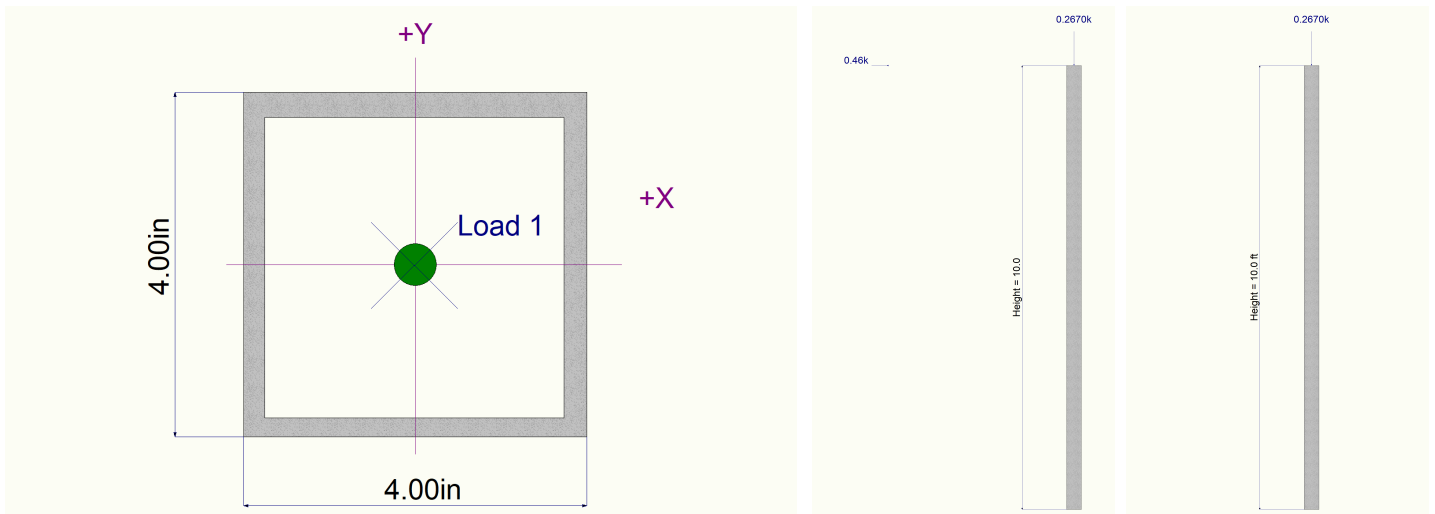 +Y
+X
Load 1
4.00in
4.00in
0.2670k
0.46k
Height = 10.0
0.2670k
Height = 10.0 ft